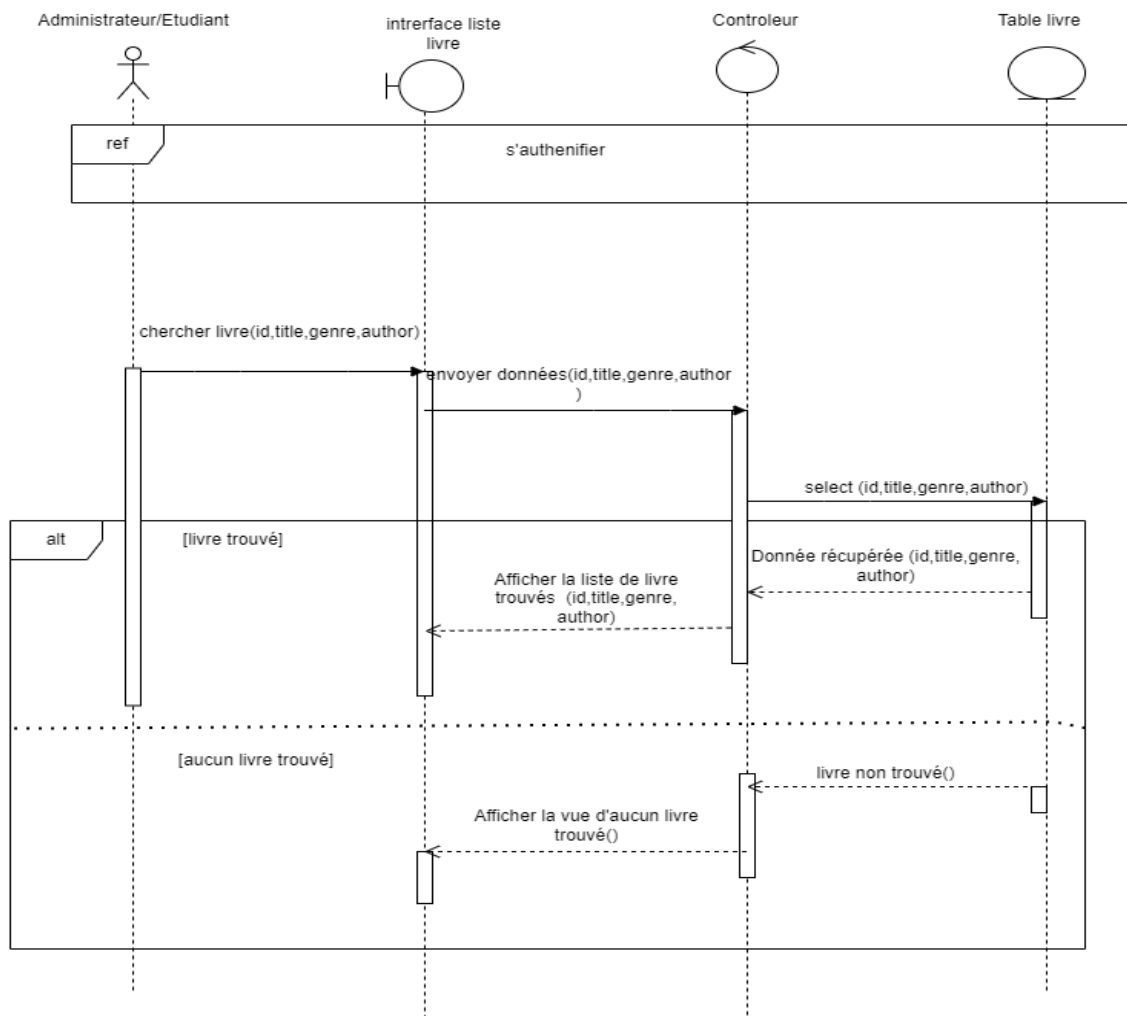 Administrateur/Etudiant
intrerface liste
livre
Controleur
Table livre
ref
s'authenifier
chercher livre(id,title,genre,author)
envoyer données(id,title,genre,author
)
select (id,title,genre,author)
alt
[livre trouvé]
Donnée récupérée (id,title,genre,
author)
Afficher la liste de livre
trouvés (id,title,genre,
author)
[aucun livre trouvé]
livre non trouvé()
Afficher la vue d'aucun livre
trouvé()